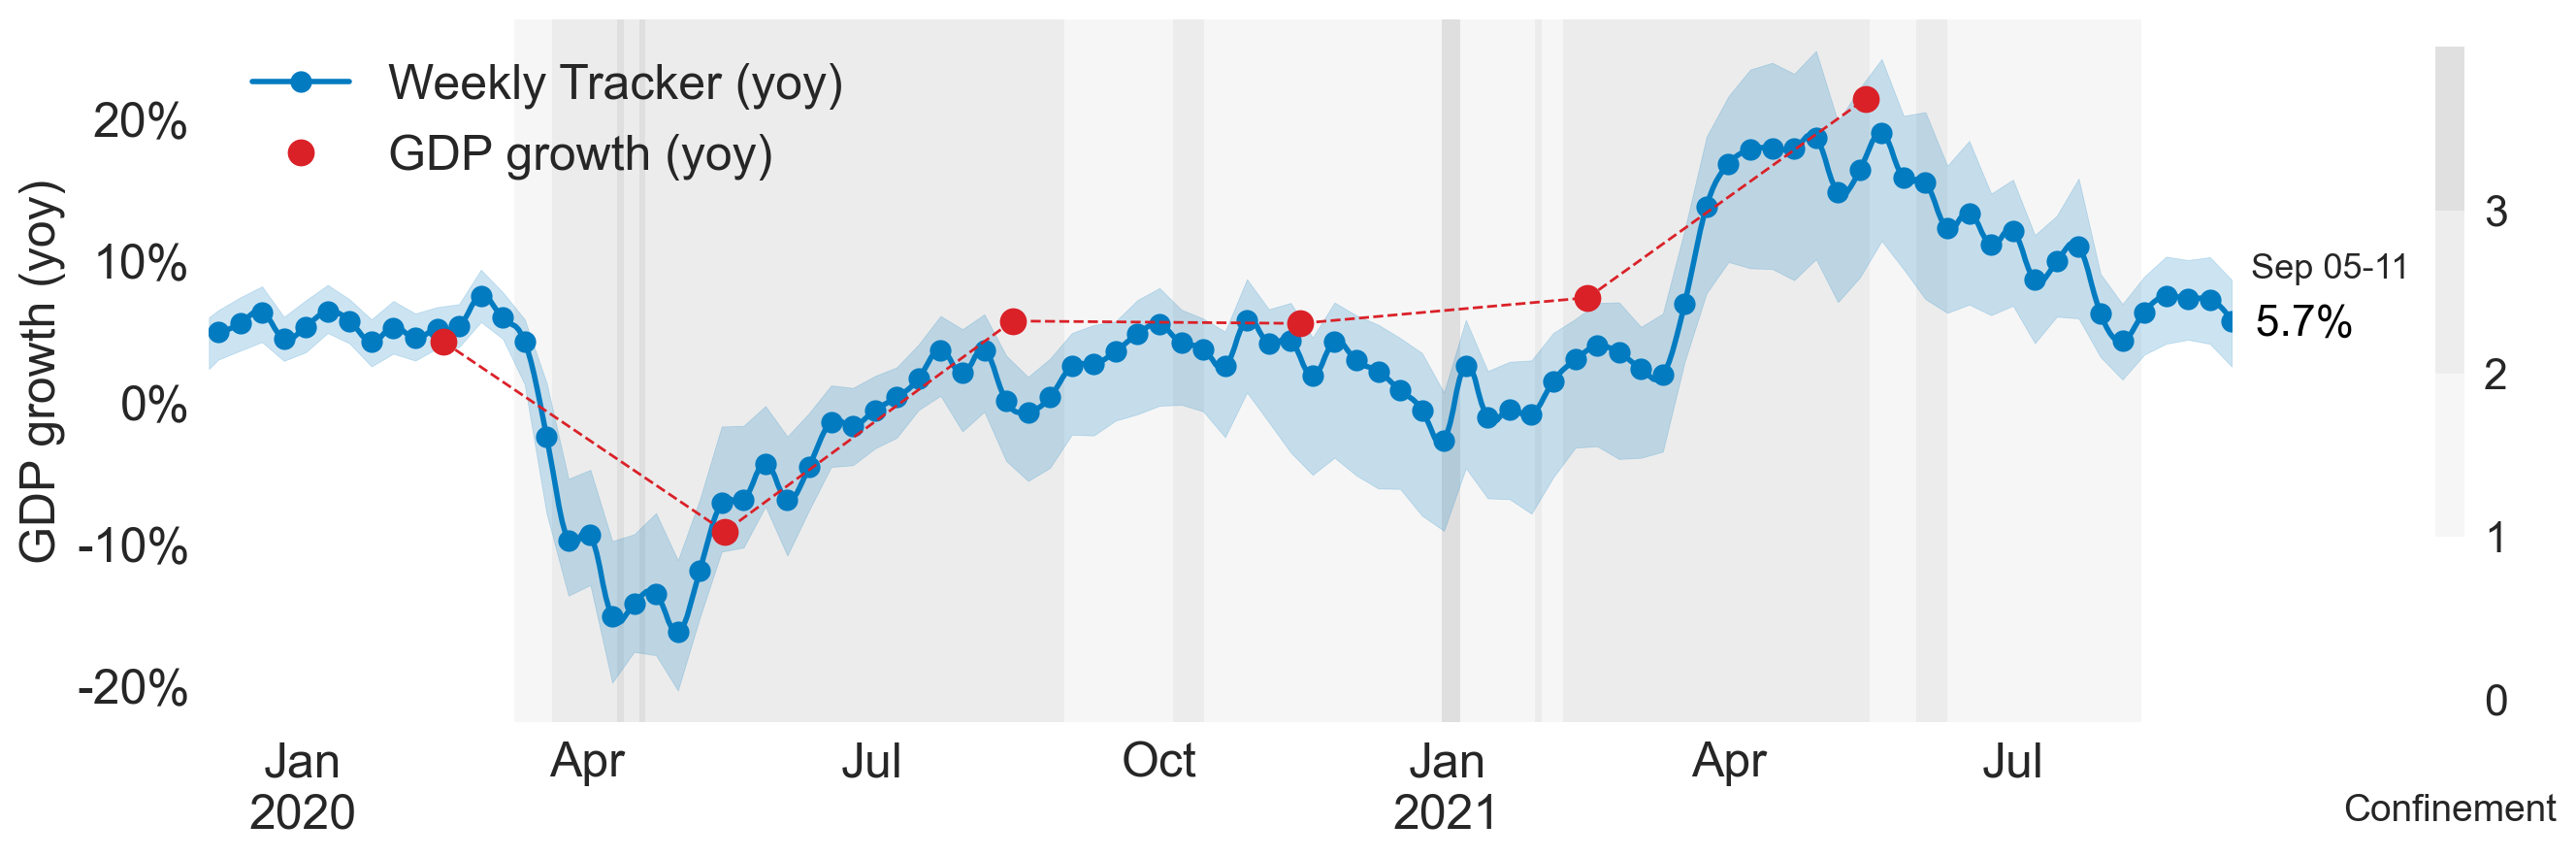 Weekly Tracker (yoy)
GDP growth (yoy)
GDP growth (yoy)
20%
10%
0%
-10%
-20%
Jan
2020
Apr
Jul
Oct
Jan
2021
Apr
Jul
Sep 05-11
5.7%
3
2
1
0
Confinement